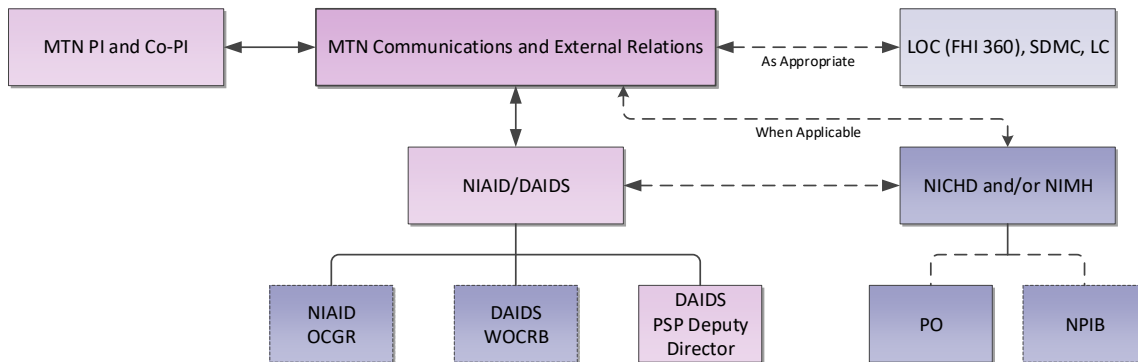 MTN PI and Co-PI
MTN Communications and External Relations
LOC (FHI 360), SDMC, LC
As Appropriate
When Applicable
NIAID/DAIDS
NICHD and/or NIMH
NIAID
OCGR
DAIDS
WOCRB
DAIDS
PSP Deputy
Director
PO
NPIB